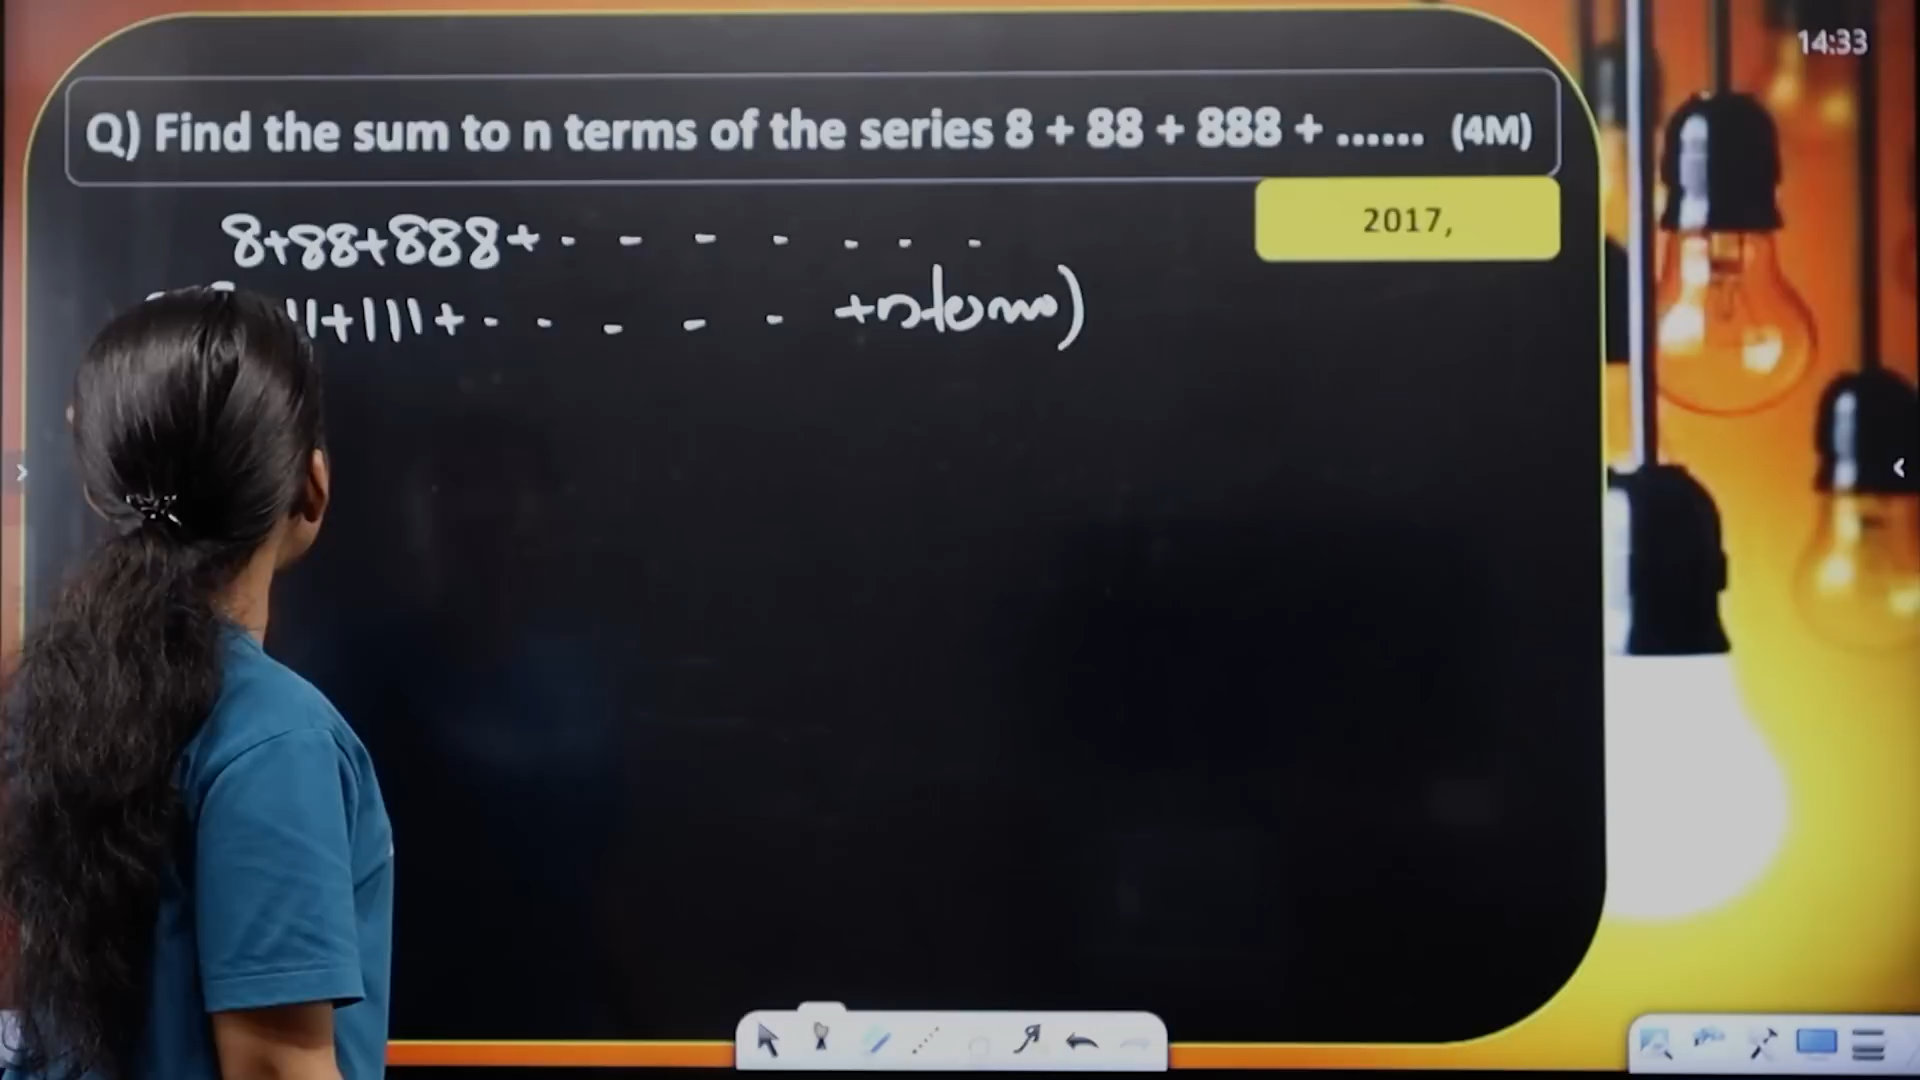 14:33
Q) Find the sum to n terms of the series 8 + 88 + 888 + ...... (4M)
2017,
8+88+888+- - - - - - -
11+111+- - - - - +n terms)